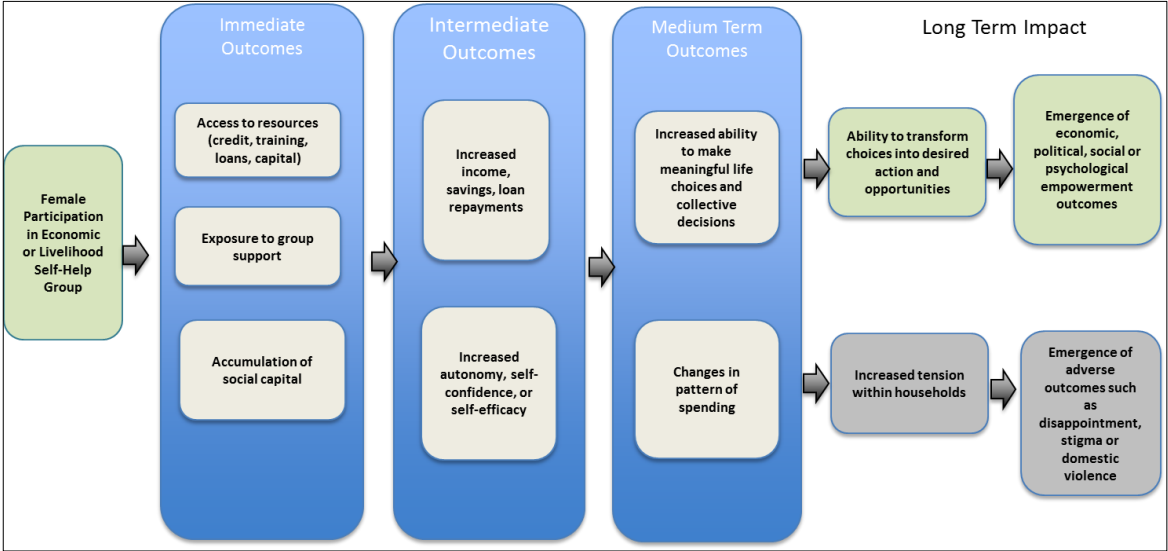 Immediate
Outcomes
Intermediate
Outcomes
Medium Term
Outcomes
Long Term Impact
Female
Participation
in Economic
or Livelihood
Self-Help
Group
Access to resources
(credit, training,
loans, capital)
Exposure to group
support
Accumulation of
social capital
Increased
income,
savings, loan
repayments
Increased
autonomy, self-
confidence, or
self-efficacy
Increased ability
to make
meaningful life
choices and
collective
decisions
Changes in
pattern of
spending
Ability to transform
choices into desired
action and
opportunities
Emergence of
economic,
political, social or
psychological
empowerment
outcomes
Increased tension
within households
Emergence of
adverse
outcomes such
as
disappointment,
stigma or
domestic
violence